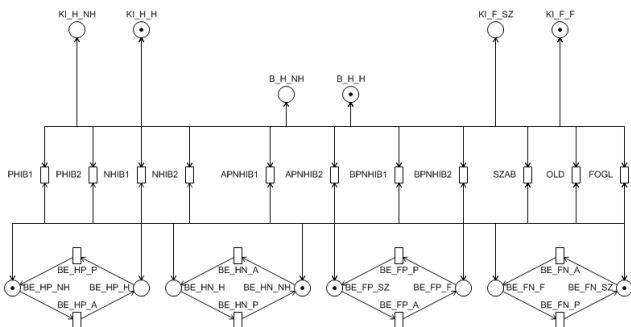 KI_H_NH KI_H_H KI_F_SZ KI_F_F
B_H_NH B_H_H
PHIB1 PHIB2 NHIB1 NHIB2 APNHIB1 APNHIB2 BPNHIB1 BPNHIB2 SZAB OLD FOGL
BE_HP_P BE_HN_A BE_FP_P BE_FN_A
BE_HP_NH BE_HP_H BE_HN_H BE_HN_NH BE_FP_SZ BE_FP_F BE_FN_F BE_FN_SZ
BE_HP_A BE_HN_P BE_FP_A BE_FN_P